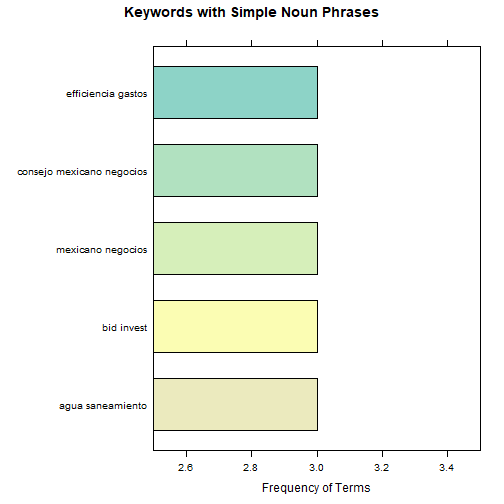 Keywords with Simple Noun Phrases
efficiencia gastos
consejo mexicano negocios
mexicano negocios
bid invest
agua saneamiento
2.6 2.8 3.0 3.2 3.4
Frequency of Terms